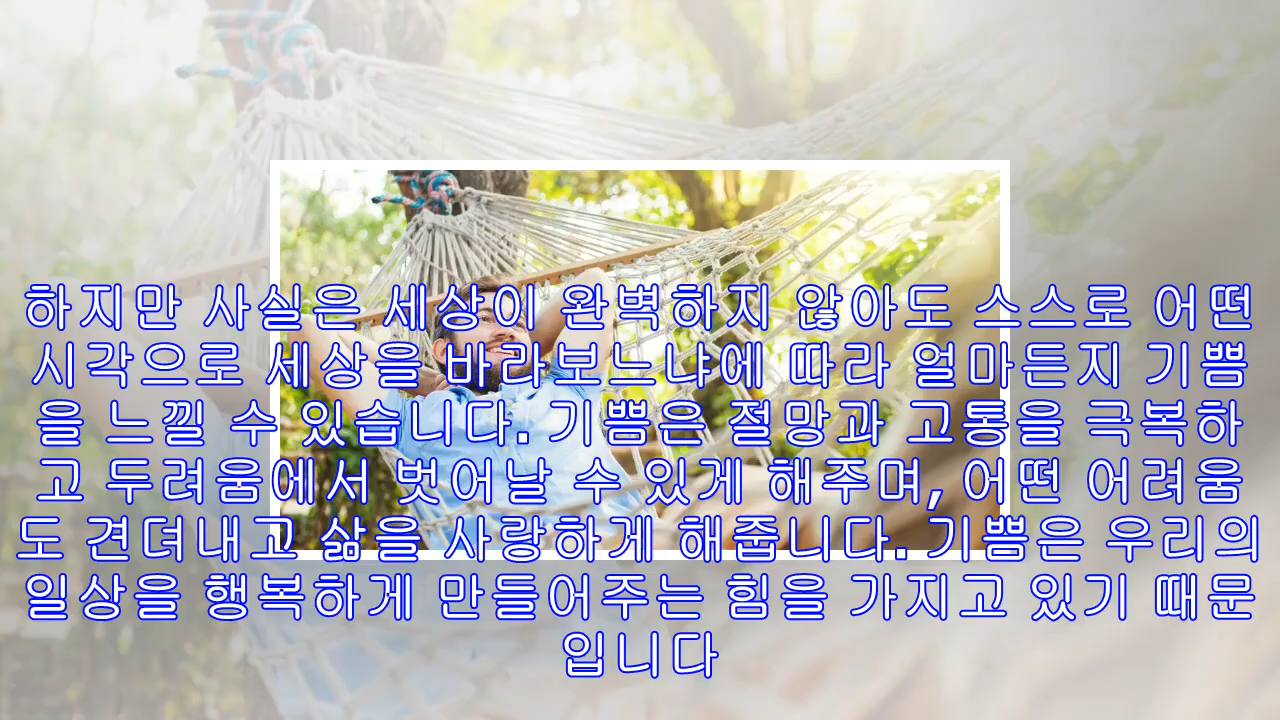 하지만 사실은 세상이 완벽하지 않아도 스스로 어떤
시각으로 세상을 바라보느냐에 따라 얼마든지 기쁨
을 느낄 수 있습니다. 기쁨은 절망과 고통을 극복하
고 두려움에서 벗어날 수 있게 해주며, 어떤 어려움
도 견뎌내고 삶을 사랑하게 해줍니다. 기쁨은 우리의
일상을 행복하게 만들어주는 힘을 가지고 있기 때문
입니다